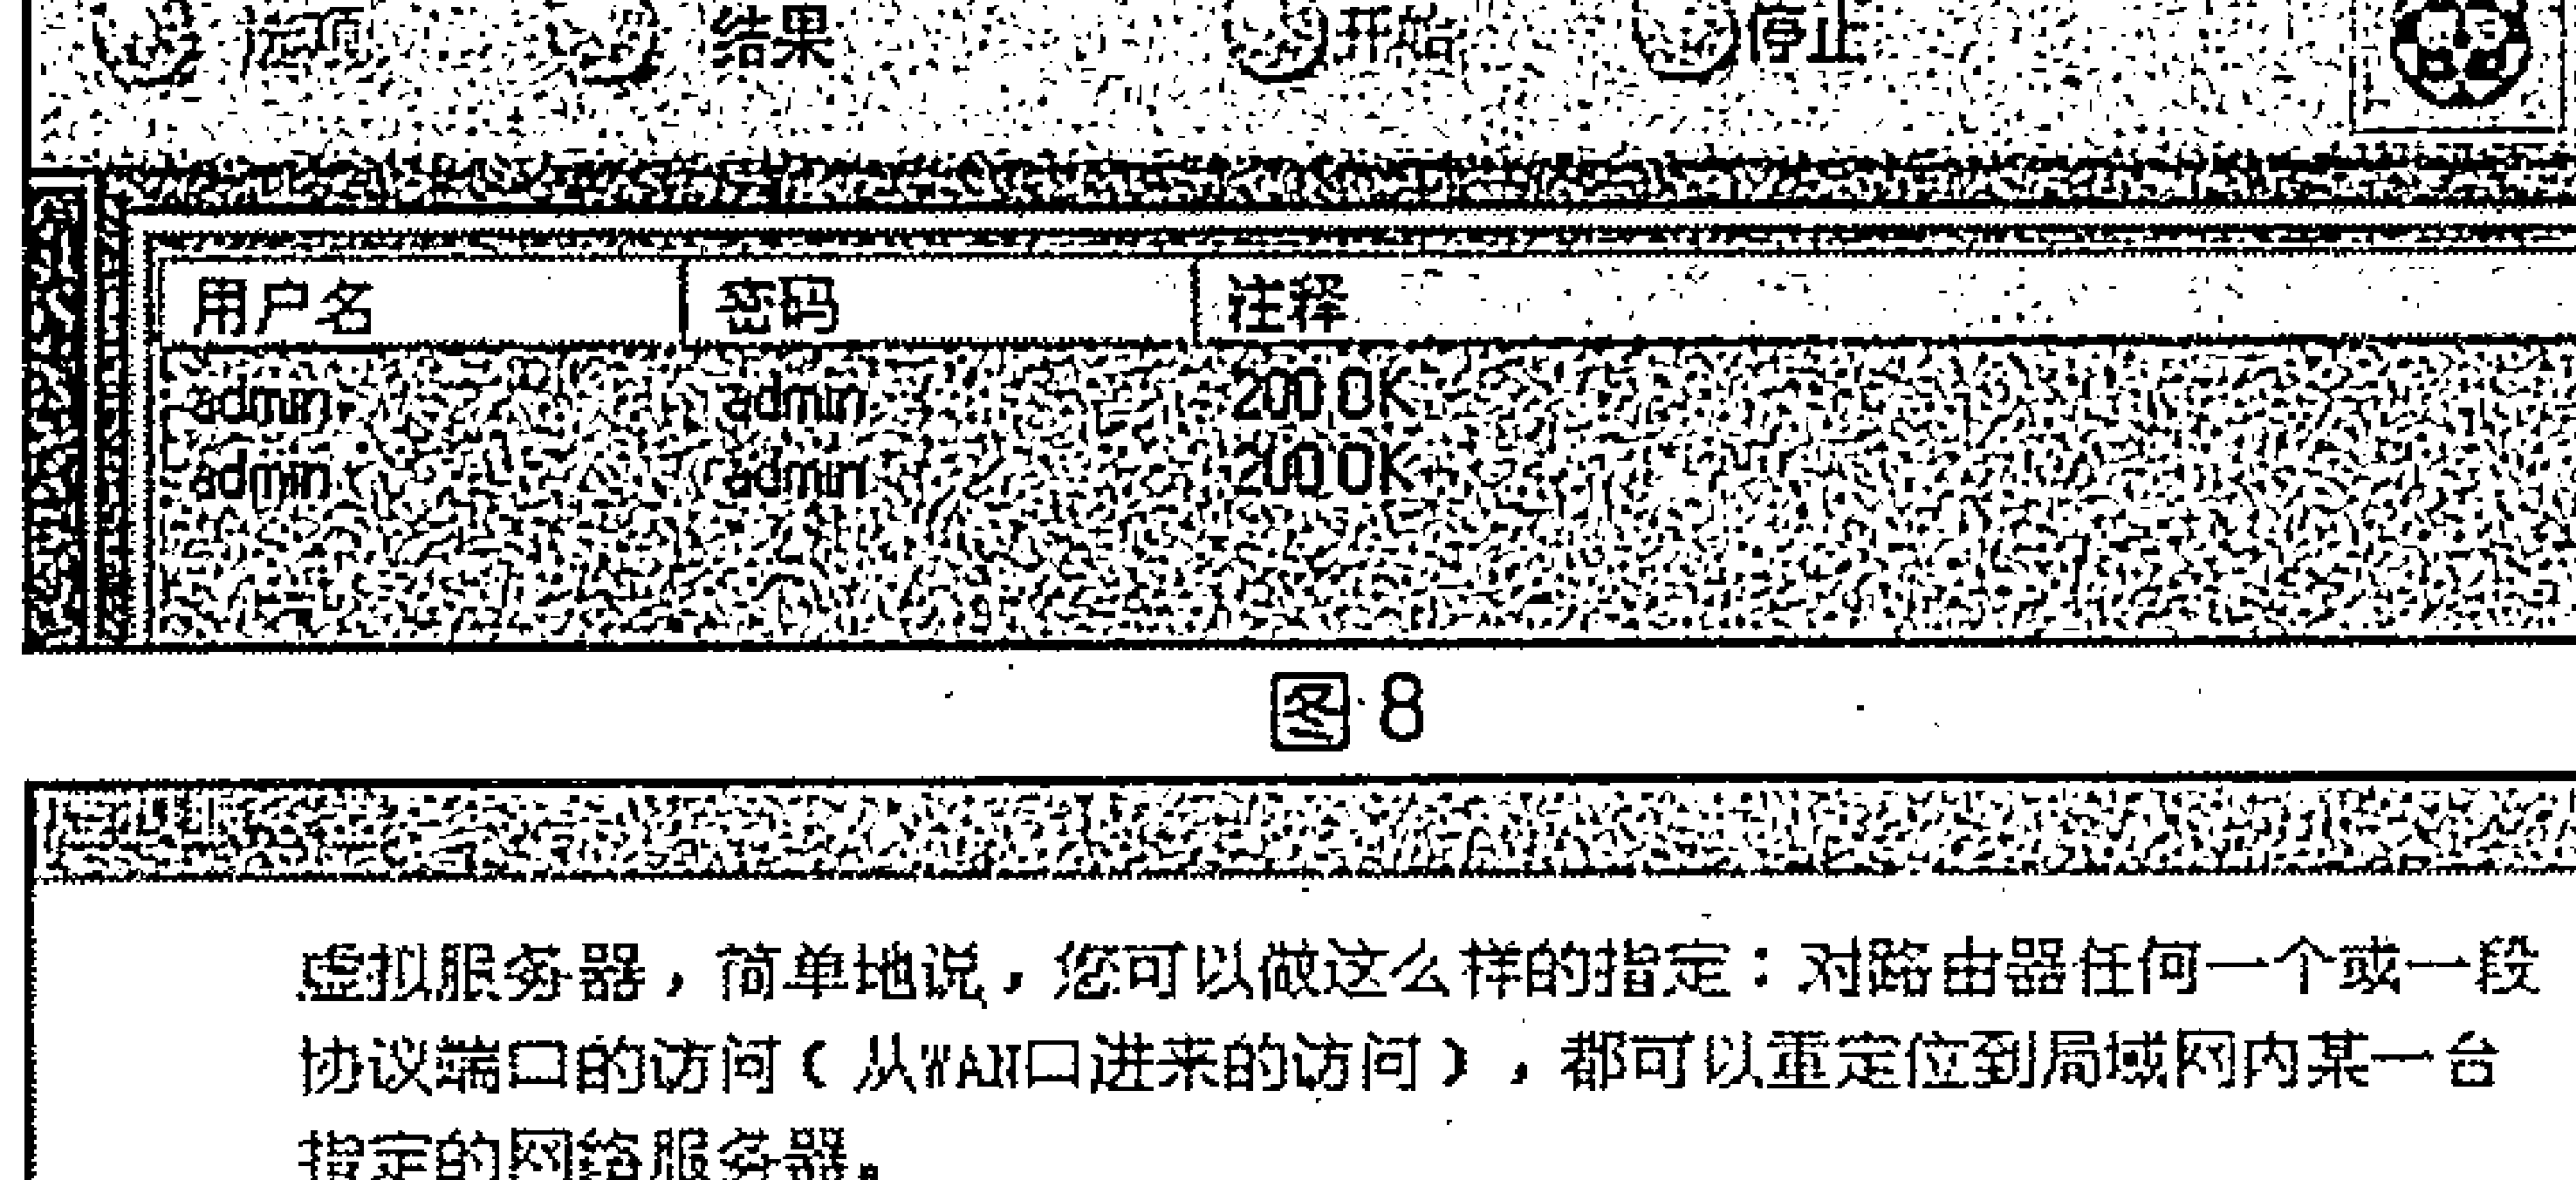 选项 结果 开始 停止
用户名 密码 注释
admin admin 200 OK
admin admin 200 OK
图 8
虚拟服务器，简单地说，您可以做这么样的指定：对路由器任何一个或一段
协议端口的访问（从WAN口进来的访问），都可以重定位到局域网内某一台
指定的网络服务器。